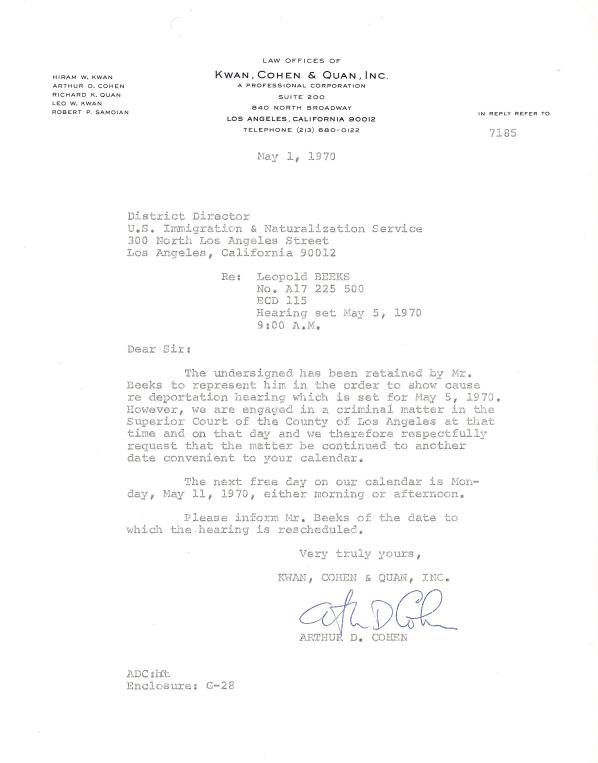 LAW OFFICES OF
KWAN, COHEN & QUAN, INC.
A PROFESSIONAL CORPORATION
SUITE 200
840 NORTH BROADWAY
LOS ANGELES, CALIFORNIA 90012
TELEPHONE (213) 680-0122
HIRAM W. KWAN
ARTHUR D. COHEN
RICHARD K. QUAN
LEO W. KWAN
ROBERT P. SAMOIAN
IN REPLY REFER TO
7185
May 1, 1970
District Director
U.S. Immigration & Naturalization Service
300 North Los Angeles Street
Los Angeles, California 90012
Re: Leopold BEEKS
No. A17 225 500
ECD 115
Hearing set May 5, 1970
9:00 A.M.
Dear Sir:
The undersigned has been retained by Mr.
Beeks to represent him in the order to show cause
re deportation hearing which is set for May 5, 1970.
However, we are engaged in a criminal matter in the
Superior Court of the County of Los Angeles at that
time and on that day and we therefore respectfully
request that the matter be continued to another
date convenient to your calendar.
The next free day on our calendar is Mon-
day, May 11, 1970, either morning or afternoon.
Please inform Mr. Beeks of the date to
which the hearing is rescheduled.
Very truly yours,
KWAN, COHEN & QUAN, INC.
ARTHUR D. COHEN
ADC:hft
Enclosure: G-28